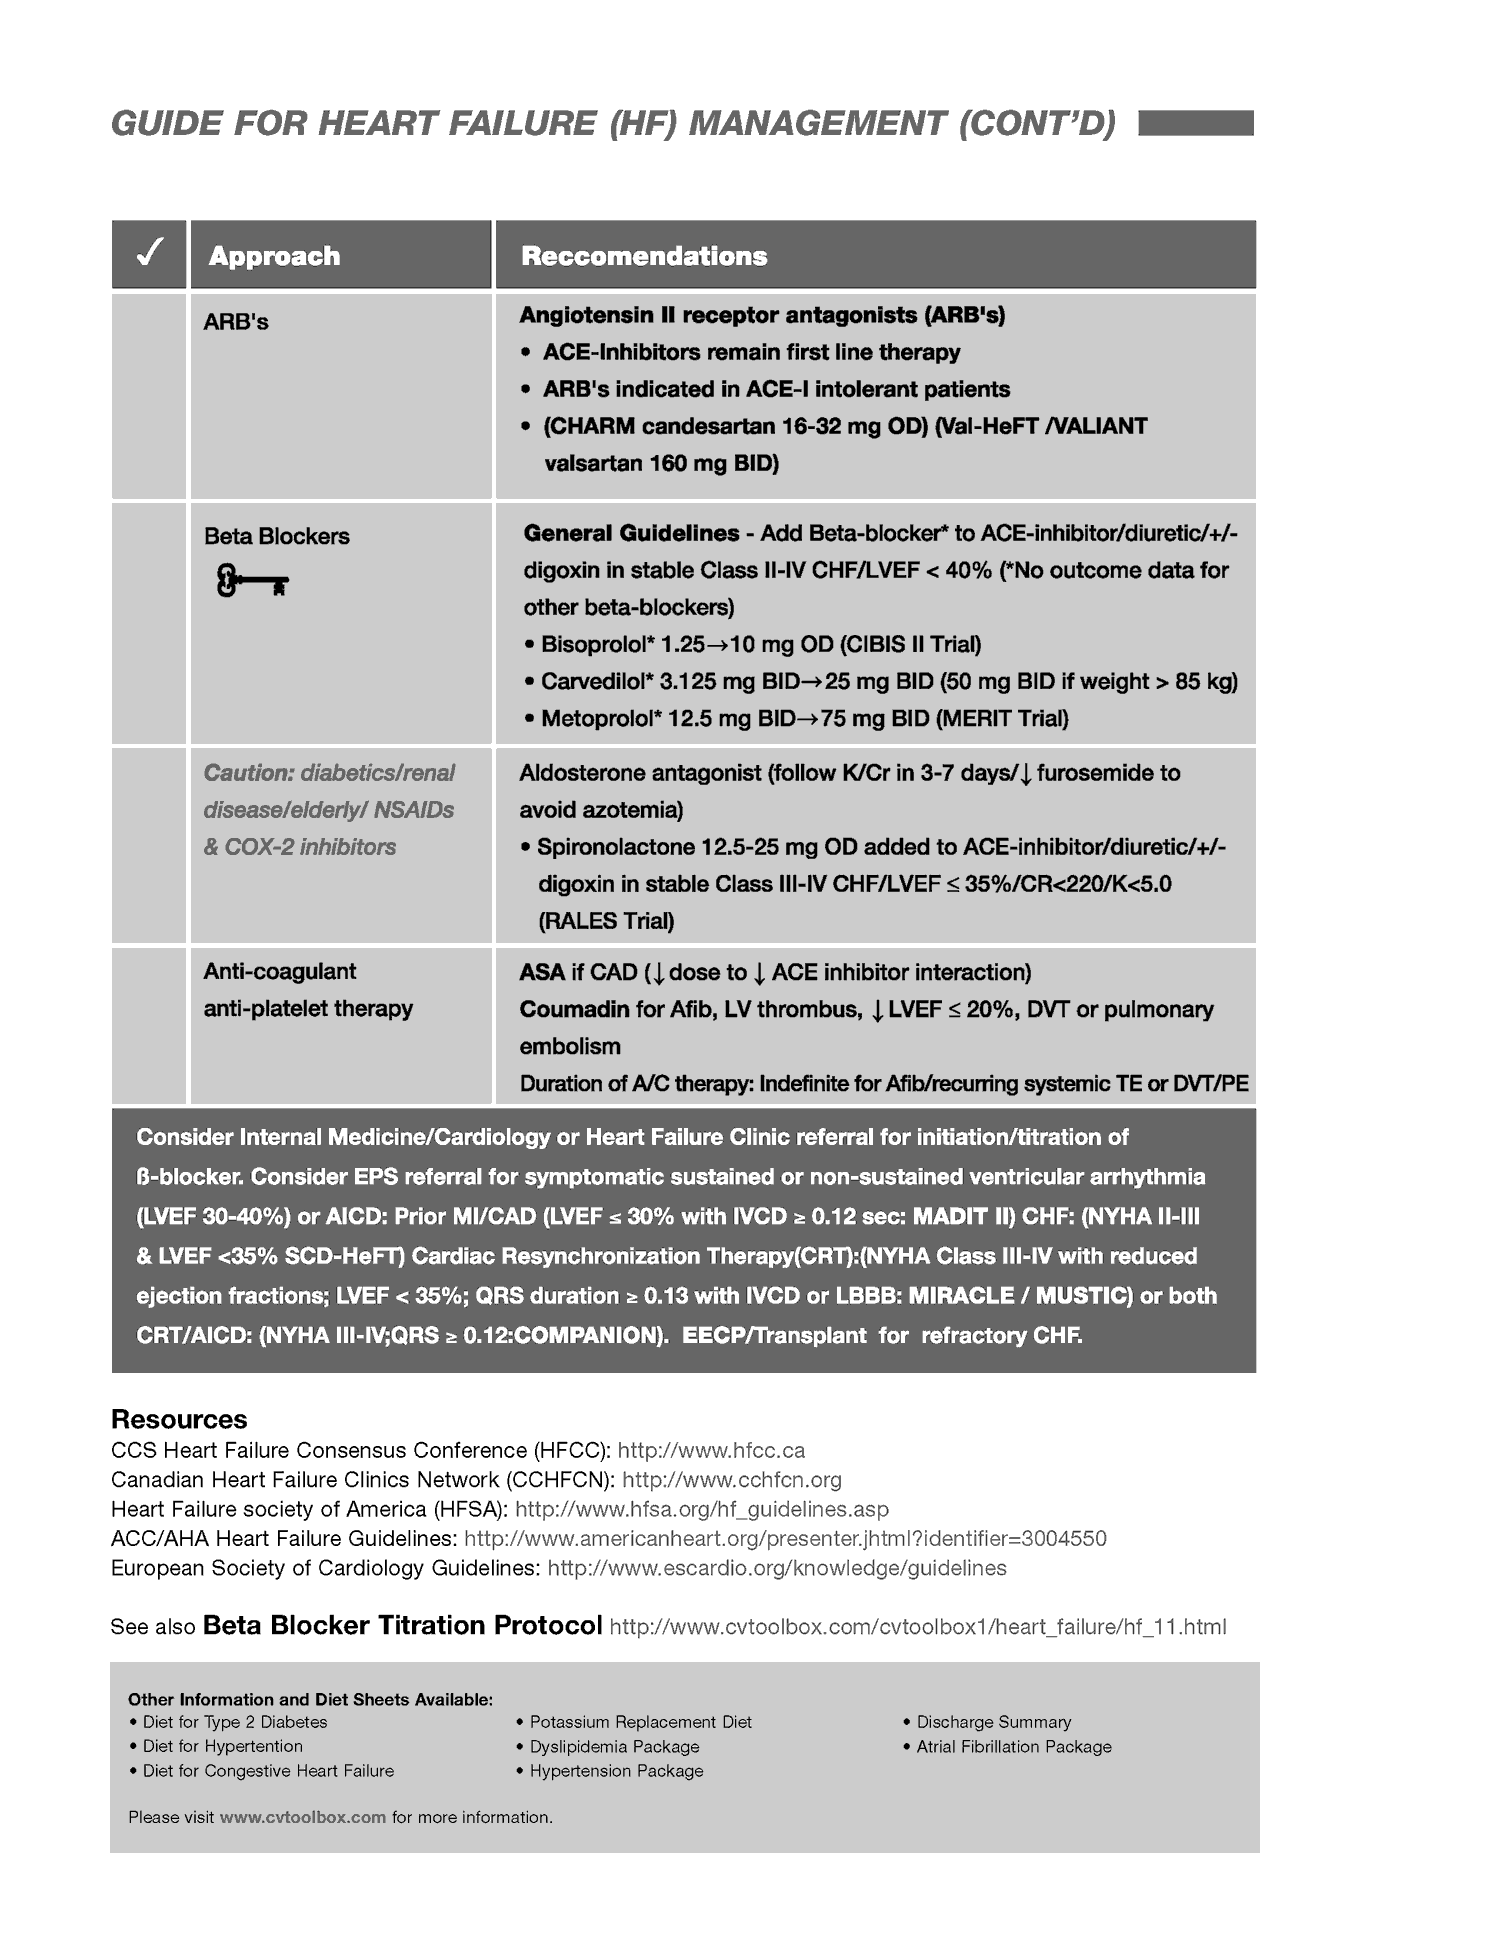 GUIDE FOR HEART FAILURE (HF) MANAGEMENT (CONT'D)
✓ Approach Reccomendations
ARB's
Angiotensin II receptor antagonists (ARB's)
• ACE-Inhibitors remain first line therapy
• ARB's indicated in ACE-I intolerant patients
• (CHARM candesartan 16-32 mg OD) (Val-HeFT /VALIANT
valsartan 160 mg BID)
Beta Blockers
General Guidelines - Add Beta-blocker* to ACE-inhibitor/diuretic/+/-
digoxin in stable Class II-IV CHF/LVEF < 40% (*No outcome data for
other beta-blockers)
• Bisoprolol* 1.25→10 mg OD (CIBIS II Trial)
• Carvedilol* 3.125 mg BID→25 mg BID (50 mg BID if weight > 85 kg)
• Metoprolol* 12.5 mg BID→75 mg BID (MERIT Trial)
Caution: diabetics/renal
disease/elderly/ NSAIDs
& COX-2 inhibitors
Aldosterone antagonist (follow K/Cr in 3-7 days/↓ furosemide to
avoid azotemia)
• Spironolactone 12.5-25 mg OD added to ACE-inhibitor/diuretic/+/-
digoxin in stable Class III-IV CHF/LVEF ≤ 35%/CR<220/K<5.0
(RALES Trial)
Anti-coagulant
anti-platelet therapy
ASA if CAD (↓ dose to ↓ ACE inhibitor interaction)
Coumadin for Afib, LV thrombus, ↓ LVEF ≤ 20%, DVT or pulmonary
embolism
Duration of A/C therapy: Indefinite for Afib/recurring systemic TE or DVT/PE
Consider Internal Medicine/Cardiology or Heart Failure Clinic referral for initiation/titration of
ß-blocker. Consider EPS referral for symptomatic sustained or non-sustained ventricular arrhythmia
(LVEF 30-40%) or AICD: Prior MI/CAD (LVEF ≤ 30% with IVCD ≥ 0.12 sec: MADIT II) CHF: (NYHA II-III
& LVEF <35% SCD-HeFT) Cardiac Resynchronization Therapy(CRT):(NYHA Class III-IV with reduced
ejection fractions; LVEF < 35%; QRS duration ≥ 0.13 with IVCD or LBBB: MIRACLE / MUSTIC) or both
CRT/AICD: (NYHA III-IV;QRS ≥ 0.12:COMPANION). EECP/Transplant for refractory CHF.
Resources
CCS Heart Failure Consensus Conference (HFCC): http://www.hfcc.ca
Canadian Heart Failure Clinics Network (CCHFCN): http://www.cchfcn.org
Heart Failure society of America (HFSA): http://www.hfsa.org/hf_guidelines.asp
ACC/AHA Heart Failure Guidelines: http://www.americanheart.org/presenter.jhtml?identifier=3004550
European Society of Cardiology Guidelines: http://www.escardio.org/knowledge/guidelines
See also Beta Blocker Titration Protocol http://www.cvtoolbox.com/cvtoolbox1/heart_failure/hf_11.html
Other Information and Diet Sheets Available:
• Diet for Type 2 Diabetes
• Diet for Hypertention
• Diet for Congestive Heart Failure
• Potassium Replacement Diet
• Dyslipidemia Package
• Hypertension Package
• Discharge Summary
• Atrial Fibrillation Package
Please visit www.cvtoolbox.com for more information.